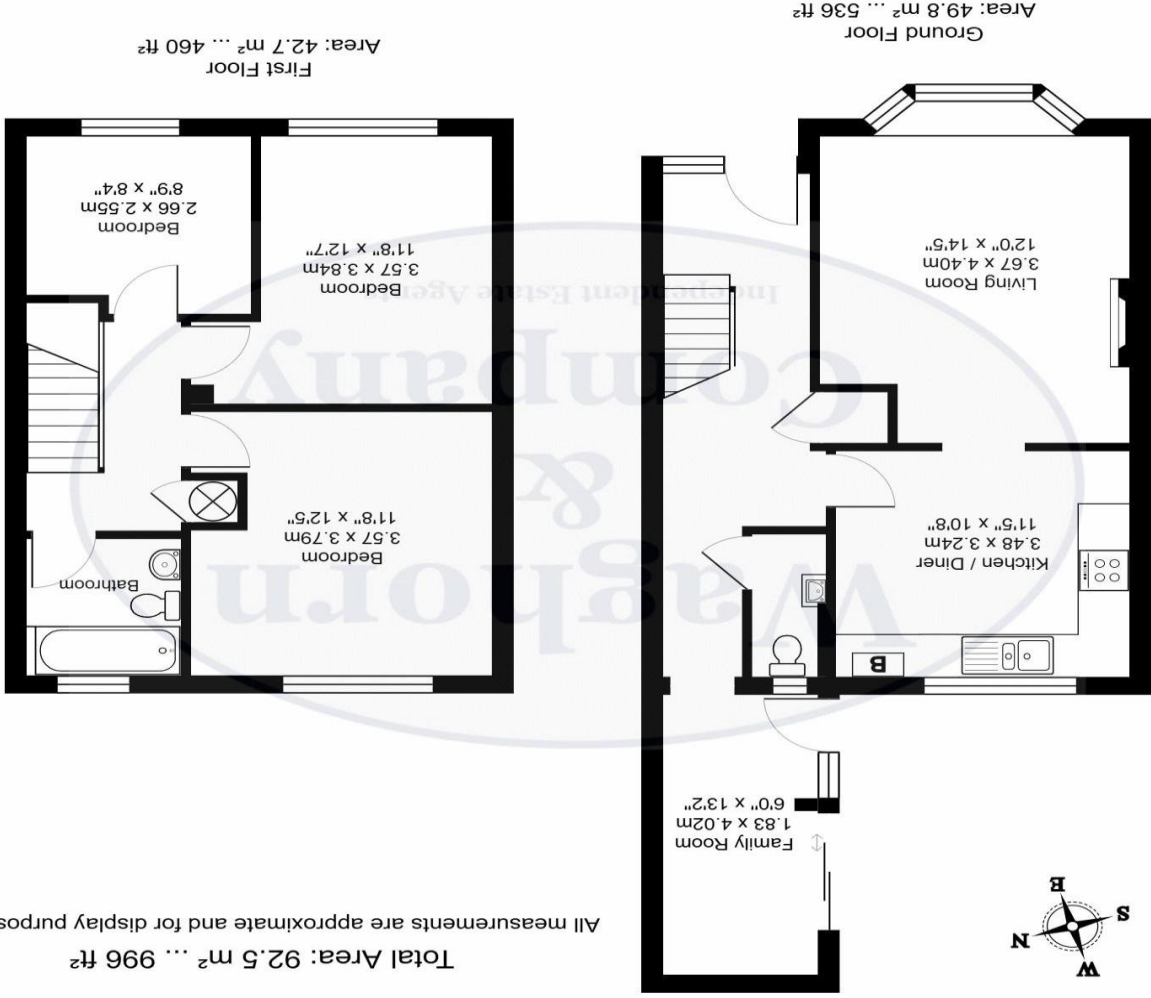 Total Area: 92.5 m² ... 996 ft²
All measurements are approximate and for display purpos
W
N
S
E
Family Room
1.83 x 4.02m
6'0" x 13'2"
B
Kitchen / Diner
3.48 x 3.24m
11'5" x 10'8"
Living Room
3.67 x 4.40m
12'0" x 14'5"
Ground Floor
Area: 49.8 m² ... 536 ft²
Bathroom
Bedroom
3.57 x 3.79m
11'8" x 12'5"
Bedroom
3.57 x 3.84m
11'8" x 12'7"
Bedroom
2.66 x 2.55m
8'9" x 8'4"
First Floor
Area: 42.7 m² ... 460 ft²
Waghorn
&
Company
Independent Estate Agents